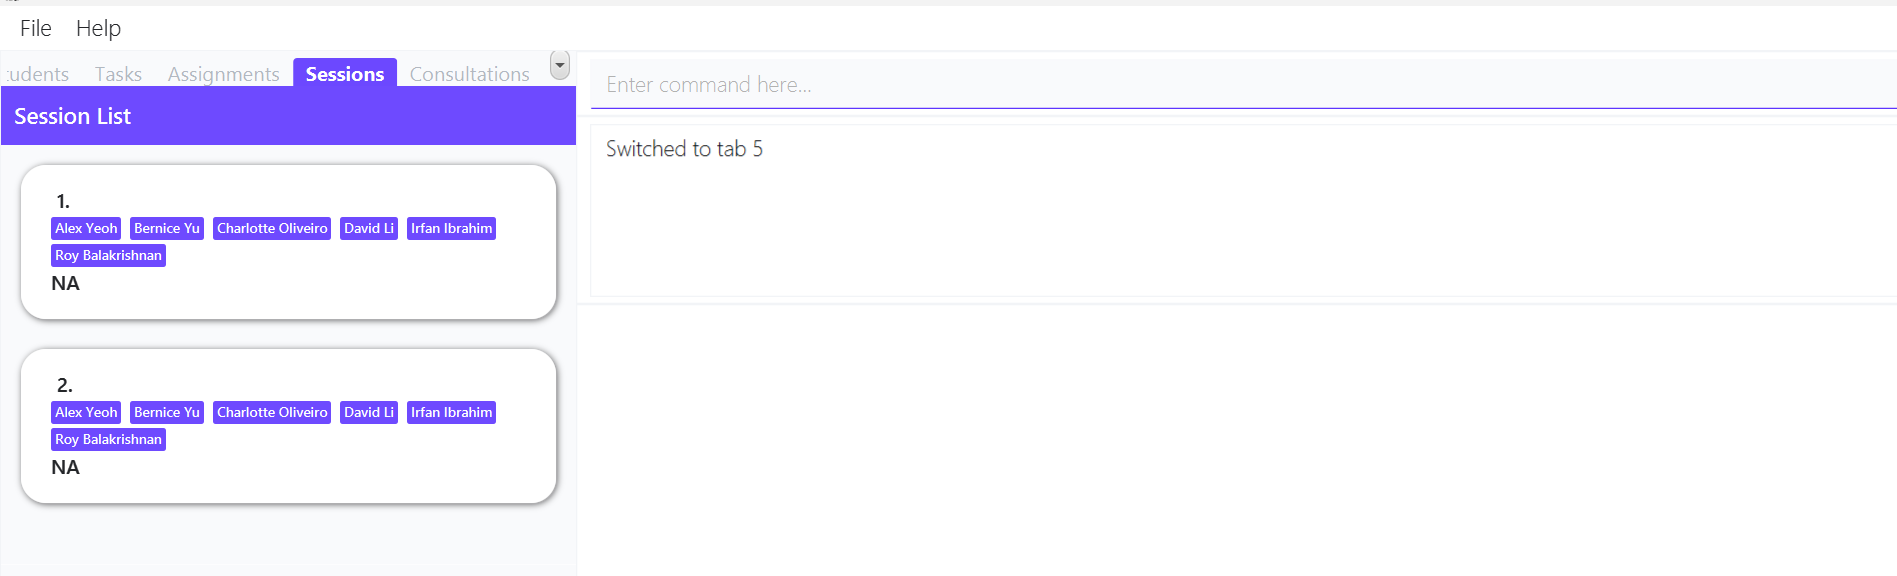 File Help
udents Tasks Assignments Sessions Consultations
Session List
1.
Alex Yeoh Bernice Yu Charlotte Oliveiro David Li Irfan Ibrahim
Roy Balakrishnan
NA
2.
Alex Yeoh Bernice Yu Charlotte Oliveiro David Li Irfan Ibrahim
Roy Balakrishnan
NA
Enter command here...
Switched to tab 5